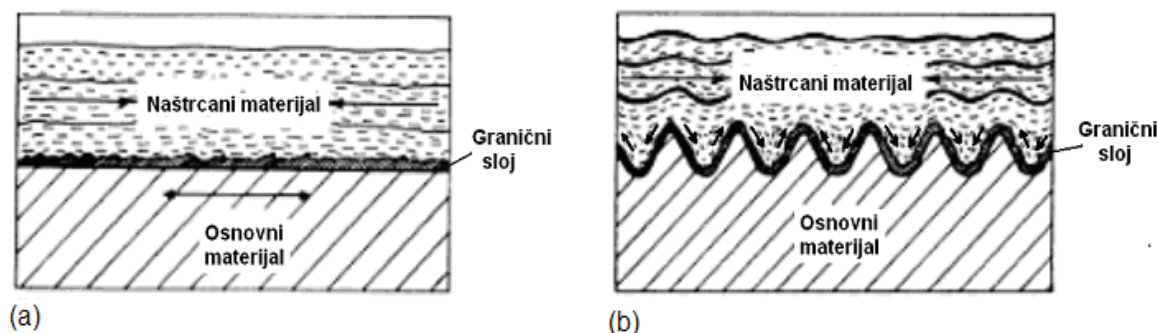 Naštrcani materijal
Granični
sloj
Osnovni
materijal
(a)
Naštrcani materijal
Granični
sloj
Osnovni
materijal
(b)